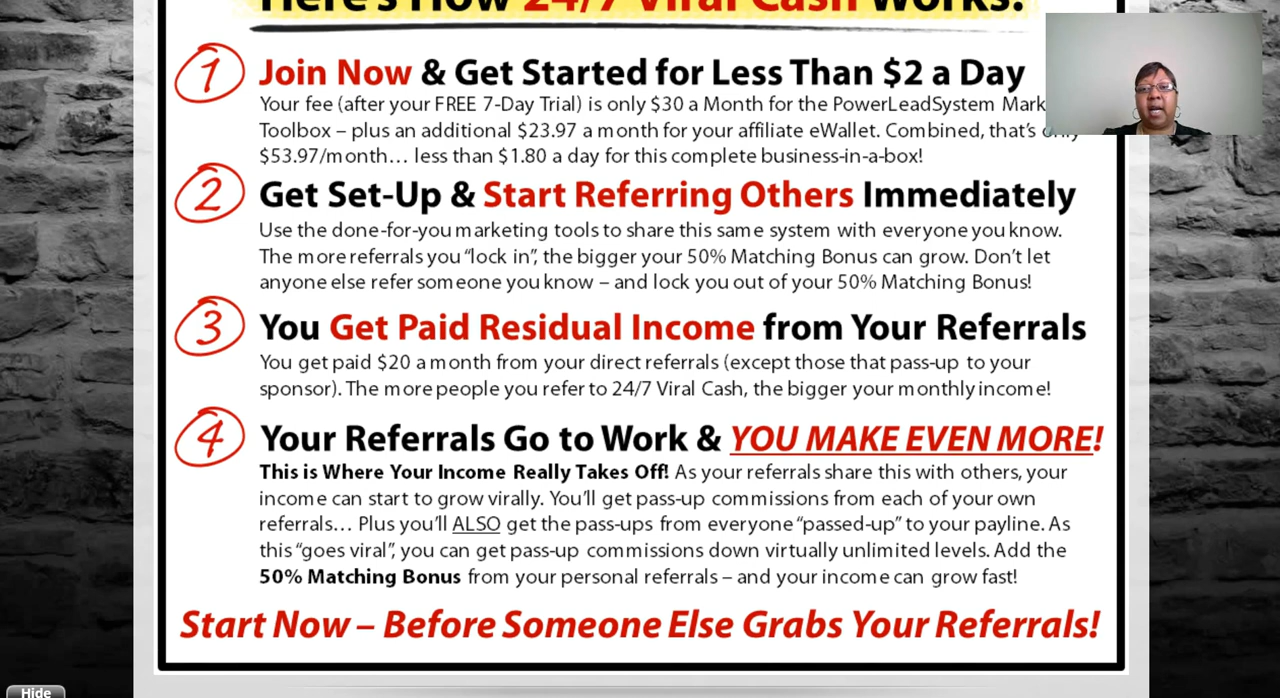 Here's How 24/7 Viral Cash Works:
1 Join Now & Get Started for Less Than $2 a Day
Your fee (after your FREE 7-Day Trial) is only $30 a Month for the PowerLeadSystem Mark
Toolbox – plus an additional $23.97 a month for your affiliate eWallet. Combined, that's only
$53.97/month... less than $1.80 a day for this complete business-in-a-box!
2 Get Set-Up & Start Referring Others Immediately
Use the done-for-you marketing tools to share this same system with everyone you know.
The more referrals you “lock in”, the bigger your 50% Matching Bonus can grow. Don't let
anyone else refer someone you know – and lock you out of your 50% Matching Bonus!
3 You Get Paid Residual Income from Your Referrals
You get paid $20 a month from your direct referrals (except those that pass-up to your
sponsor). The more people you refer to 24/7 Viral Cash, the bigger your monthly income!
4 Your Referrals Go to Work & YOU MAKE EVEN MORE!
This is Where Your Income Really Takes Off! As your referrals share this with others, your
income can start to grow virally. You'll get pass-up commissions from each of your own
referrals... Plus you'll ALSO get the pass-ups from everyone “passed-up” to your payline. As
this “goes viral”, you can get pass-up commissions down virtually unlimited levels. Add the
50% Matching Bonus from your personal referrals – and your income can grow fast!
Start Now – Before Someone Else Grabs Your Referrals!
Hide